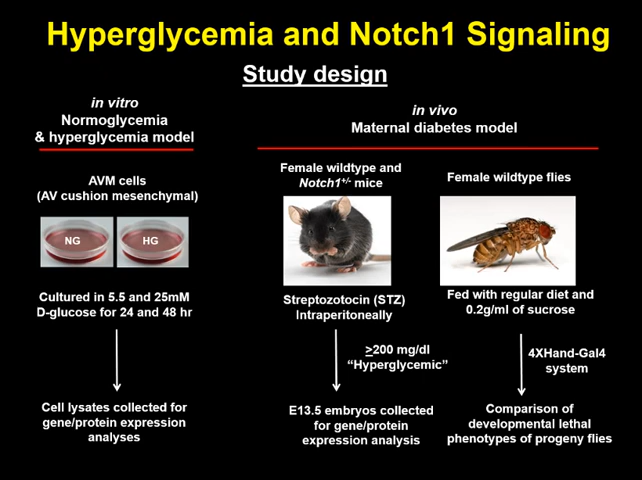 Hyperglycemia and Notch1 Signaling
Study design
in vitro
Normoglycemia
& hyperglycemia model
AVM cells
(AV cushion mesenchymal)
NG
HG
Cultured in 5.5 and 25mM
D-glucose for 24 and 48 hr
Cell lysates collected for
gene/protein expression
analyses
in vivo
Maternal diabetes model
Female wildtype and
Notch1+/- mice
Streptozotocin (STZ)
Intraperitoneally
≥200 mg/dl
“Hyperglycemic”
E13.5 embryos collected
for gene/protein
expression analysis
Female wildtype flies
Fed with regular diet and
0.2g/ml of sucrose
4XHand-Gal4
system
Comparison of
developmental lethal
phenotypes of progeny flies